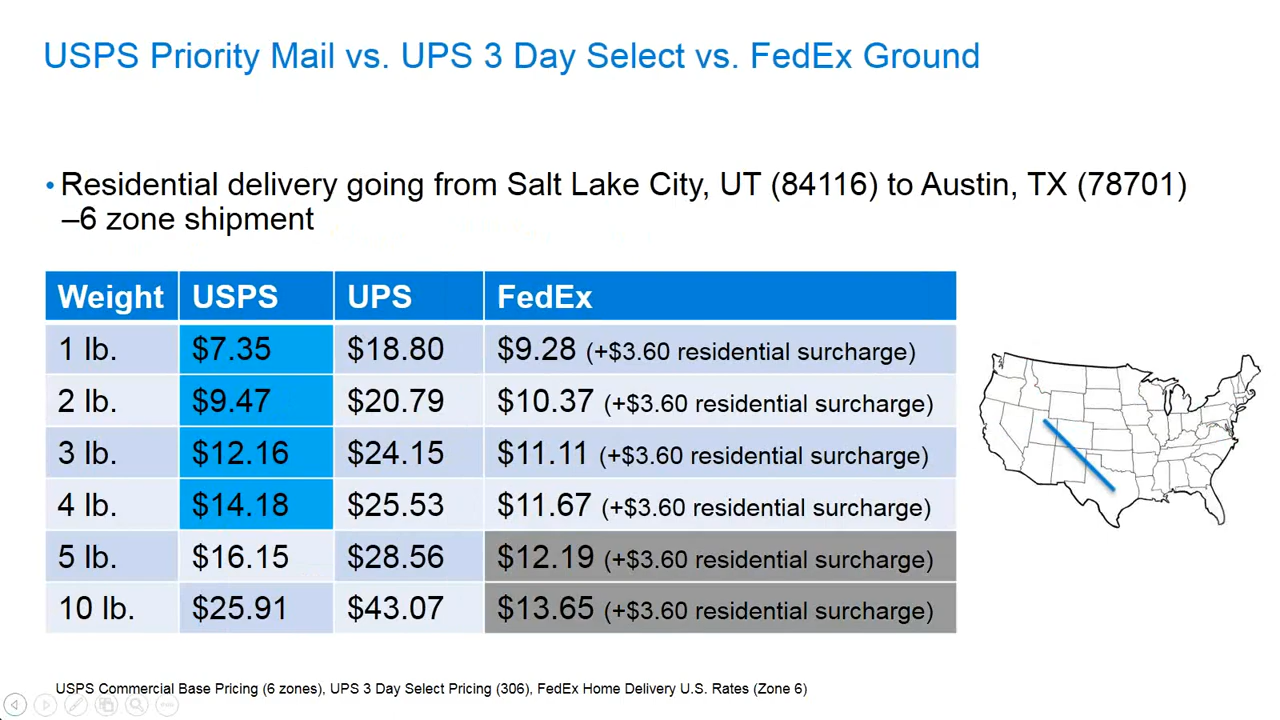 USPS Priority Mail vs. UPS 3 Day Select vs. FedEx Ground
•Residential delivery going from Salt Lake City, UT (84116) to Austin, TX (78701)
–6 zone shipment
Weight USPS UPS FedEx
1 lb. $7.35 $18.80 $9.28 (+$3.60 residential surcharge)
2 lb. $9.47 $20.79 $10.37 (+$3.60 residential surcharge)
3 lb. $12.16 $24.15 $11.11 (+$3.60 residential surcharge)
4 lb. $14.18 $25.53 $11.67 (+$3.60 residential surcharge)
5 lb. $16.15 $28.56 $12.19 (+$3.60 residential surcharge)
10 lb. $25.91 $43.07 $13.65 (+$3.60 residential surcharge)
USPS Commercial Base Pricing (6 zones), UPS 3 Day Select Pricing (306), FedEx Home Delivery U.S. Rates (Zone 6)